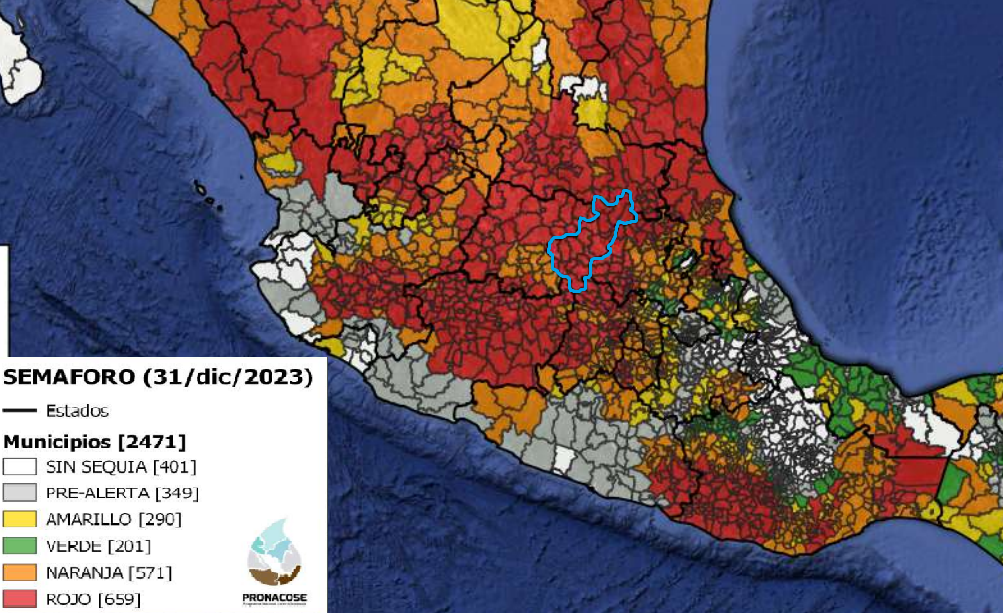 SEMAFORO (31/dic/2023)
Estados
Municipios [2471]
SIN SEQUIA [401]
PRE-ALERTA [349]
AMARILLO [290]
VERDE [201]
NARANJA [571]
ROJO [659]
PRONACOSE